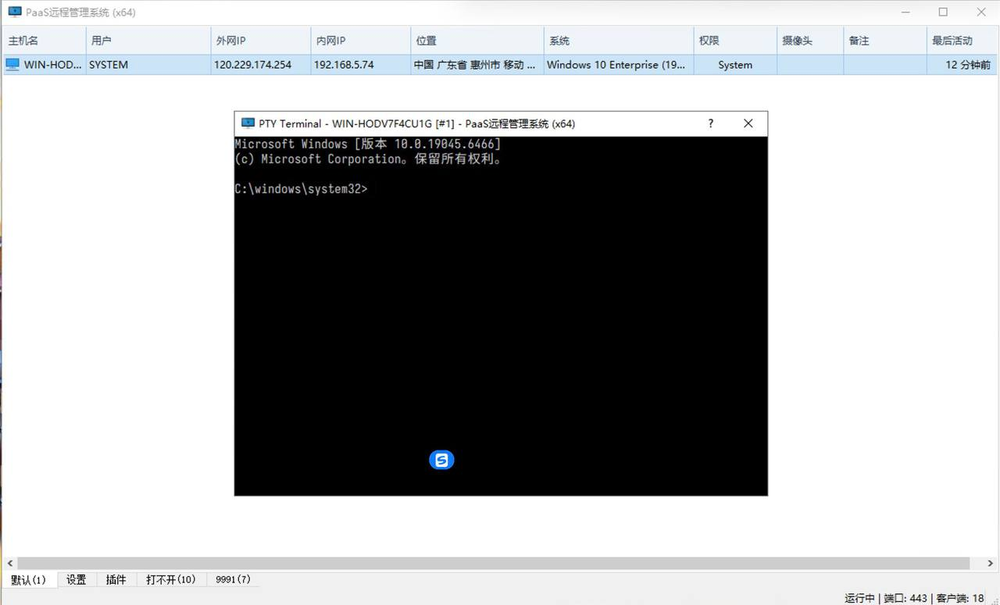 PaaS远程管理系统 (x64)
主机名 用户 外网IP 内网IP 位置 系统 权限 摄像头 备注 最后活动
WIN-HOD... SYSTEM 120.229.174.254 192.168.5.74 中国 广东省 惠州市 移动 ... Windows 10 Enterprise (19... System 12 分钟前
PTY Terminal - WIN-HODV7F4CU1G [#1] - PaaS远程管理系统 (x64)
Microsoft Windows [版本 10.0.19045.6466]
(c) Microsoft Corporation。保留所有权利。
C:\windows\system32>
默认(1) 设置 插件 打不开(10) 9991(7)
运行中 | 端口: 443 | 客户端: 18